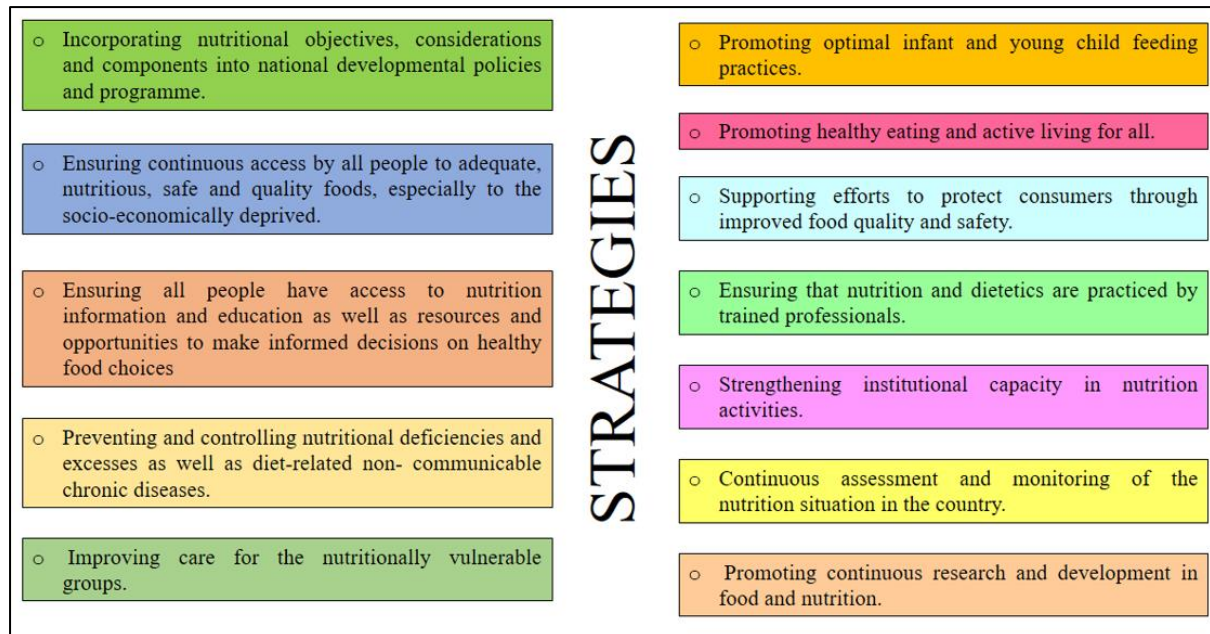 o Incorporating nutritional objectives, considerations
and components into national developmental policies
and programme.
o Ensuring continuous access by all people to adequate,
nutritious, safe and quality foods, especially to the
socio-economically deprived.
o Ensuring all people have access to nutrition
information and education as well as resources and
opportunities to make informed decisions on healthy
food choices
o Preventing and controlling nutritional deficiencies and
excesses as well as diet-related non- communicable
chronic diseases.
o Improving care for the nutritionally vulnerable
groups.
STRATEGIES
o Promoting optimal infant and young child feeding
practices.
o Promoting healthy eating and active living for all.
o Supporting efforts to protect consumers through
improved food quality and safety.
o Ensuring that nutrition and dietetics are practiced by
trained professionals.
o Strengthening institutional capacity in nutrition
activities.
o Continuous assessment and monitoring of the
nutrition situation in the country.
o Promoting continuous research and development in
food and nutrition.